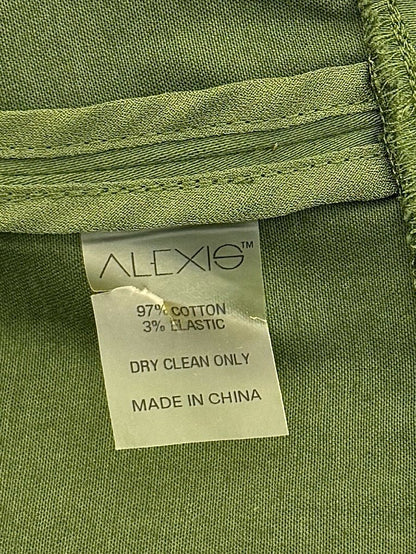 ALEXIS™
97% COTTON
3% ELASTIC
DRY CLEAN ONLY
MADE IN CHINA